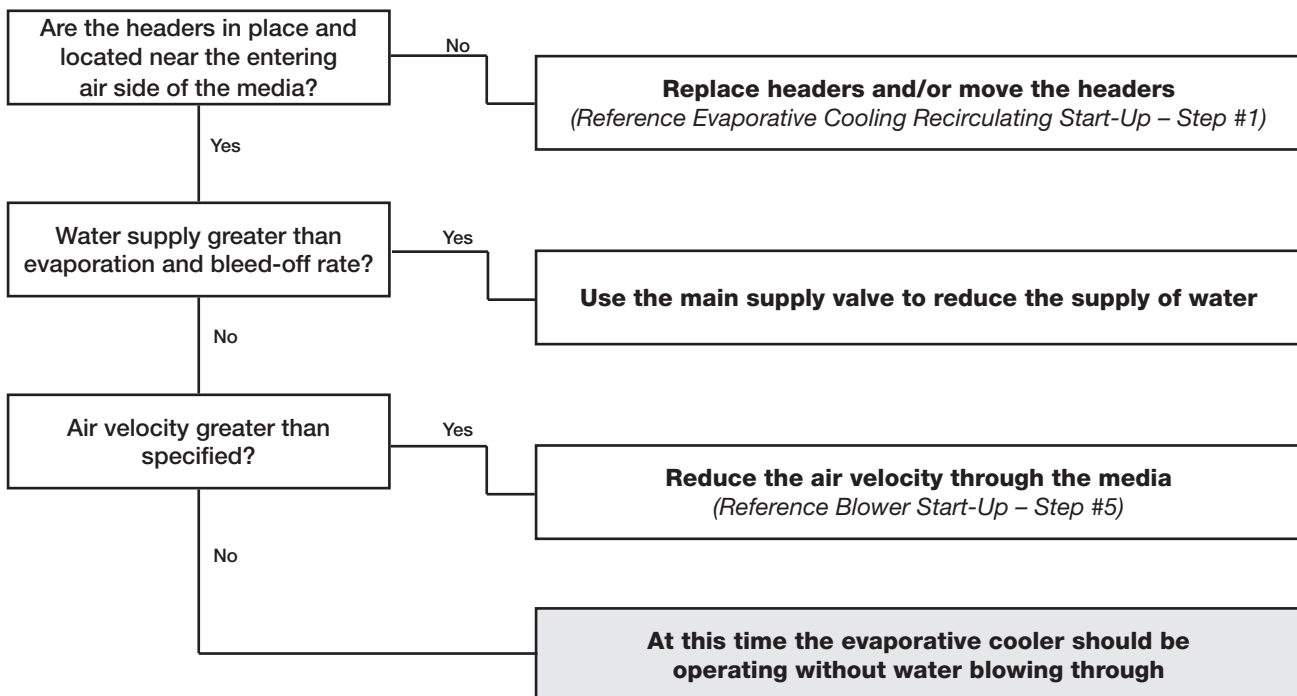 Are the headers in place and
located near the entering
air side of the media?
No
Replace headers and/or move the headers
(Reference Evaporative Cooling Recirculating Start-Up – Step #1)
Yes
Water supply greater than
evaporation and bleed-off rate?
Yes
Use the main supply valve to reduce the supply of water
No
Air velocity greater than
specified?
Yes
Reduce the air velocity through the media
(Reference Blower Start-Up – Step #5)
No
At this time the evaporative cooler should be
operating without water blowing through